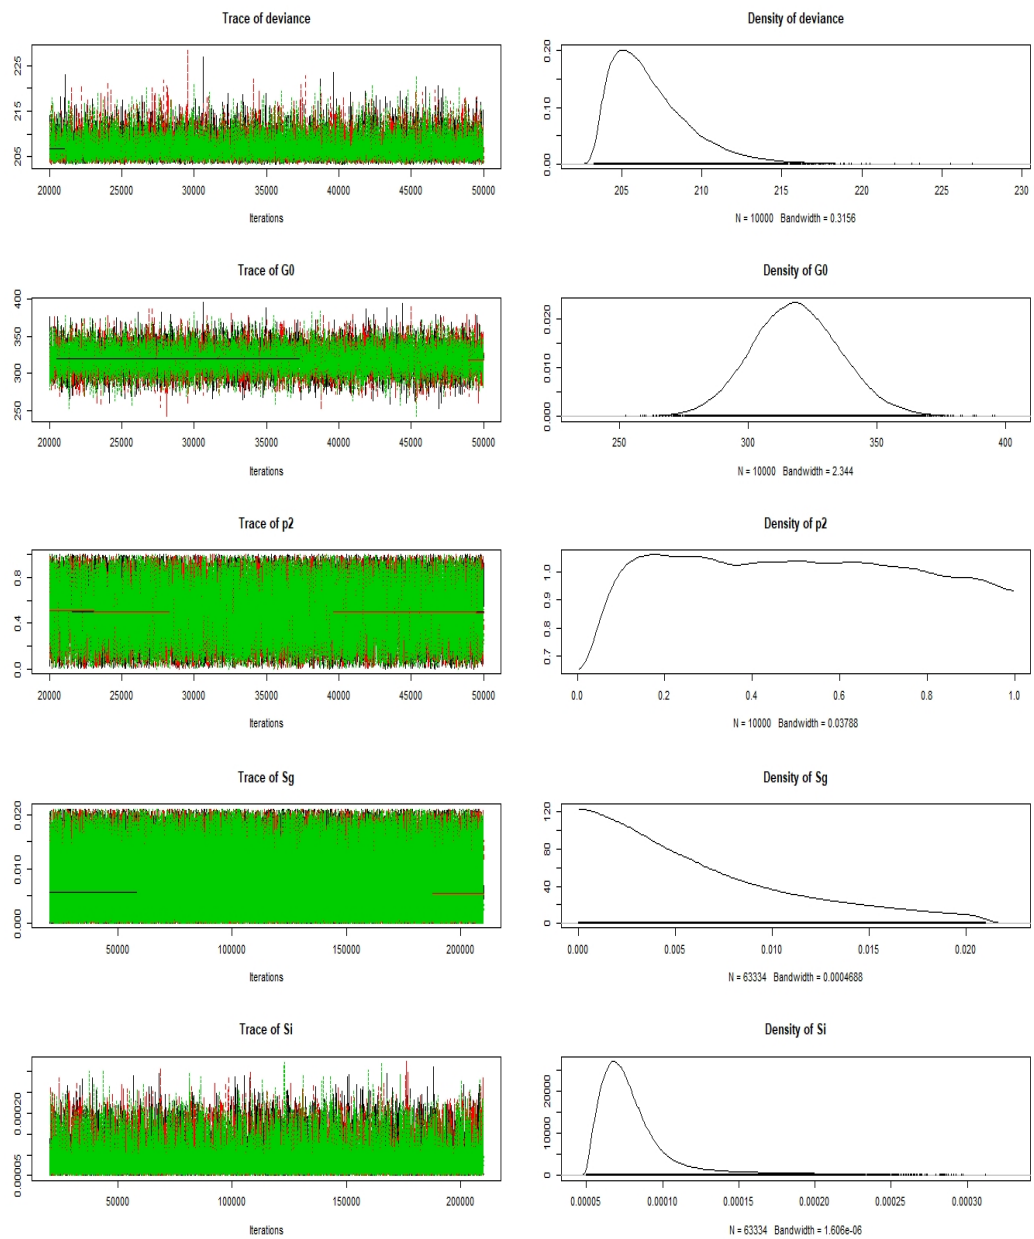 Trace of deviance
Density of deviance
205 215 225
0.00 0.10 0.20
20000 25000 30000 35000 40000 45000 50000
205 210 215 220 225 230
Iterations
N = 10000 Bandwidth = 0.3156
Trace of G0
Density of G0
250 300 350 400
0.000 0.010 0.020
20000 25000 30000 35000 40000 45000 50000
250 300 350 400
Iterations
N = 10000 Bandwidth = 2.344
Trace of p2
Density of p2
0.0 0.4 0.8
0.7 0.8 0.9 1.0
20000 25000 30000 35000 40000 45000 50000
0.0 0.2 0.4 0.6 0.8 1.0
Iterations
N = 10000 Bandwidth = 0.03788
Trace of Sg
Density of Sg
0.000 0.010 0.020
0 40 80 120
50000 100000 150000 200000
0.000 0.005 0.010 0.015 0.020
Iterations
N = 63334 Bandwidth = 0.0004688
Trace of Si
Density of Si
0.00005 0.00020
0 10000 20000
50000 100000 150000 200000
0.00005 0.00010 0.00015 0.00020 0.00025 0.00030
Iterations
N = 63334 Bandwidth = 1.606e-06